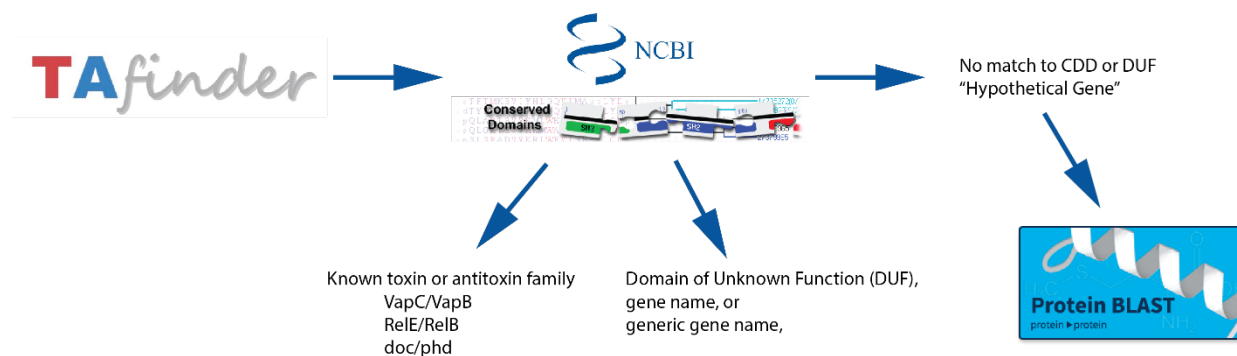 TAfinder
NCBI
Conserved
Domains
SH3
SH2
No match to CDD or DUF
“Hypothetical Gene”
Known toxin or antitoxin family
VapC/VapB
RelE/RelB
doc/phd
Domain of Unknown Function (DUF),
gene name, or
generic gene name,
Protein BLAST
protein ▸ protein